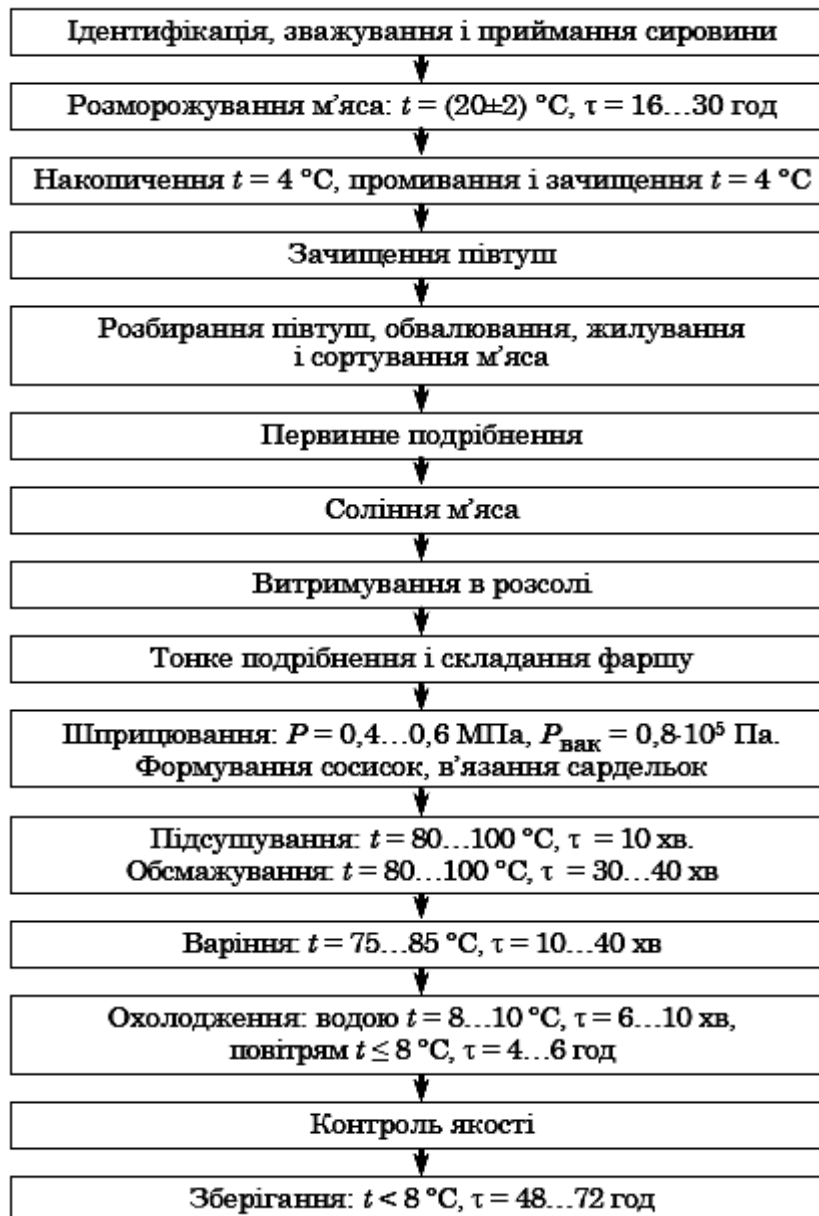 Ідентифікація, зважування і приймання сировини
Розморожування м’яса: t = (20±2) °С, τ = 16...30 год
Накопичення t = 4 °С, промивання і зачищення t = 4 °С
Зачищення півтуш
Розбирання півтуш, обвалювання, жилування
і сортування м’яса
Первинне подрібнення
Соління м’яса
Витримування в розсолі
Тонке подрібнення і складання фаршу
Шприцювання: P = 0,4...0,6 МПа, Pвак = 0,8·10⁵ Па.
Формування сосисок, в’язання сардельок
Підсушування: t = 80...100 °С, τ = 10 хв.
Обсмажування: t = 80...100 °С, τ = 30...40 хв
Варіння: t = 75...85 °С, τ = 10...40 хв
Охолодження: водою t = 8...10 °С, τ = 6...10 хв,
повітрям t ≤ 8 °С, τ = 4...6 год
Контроль якості
Зберігання: t < 8 °С, τ = 48...72 год